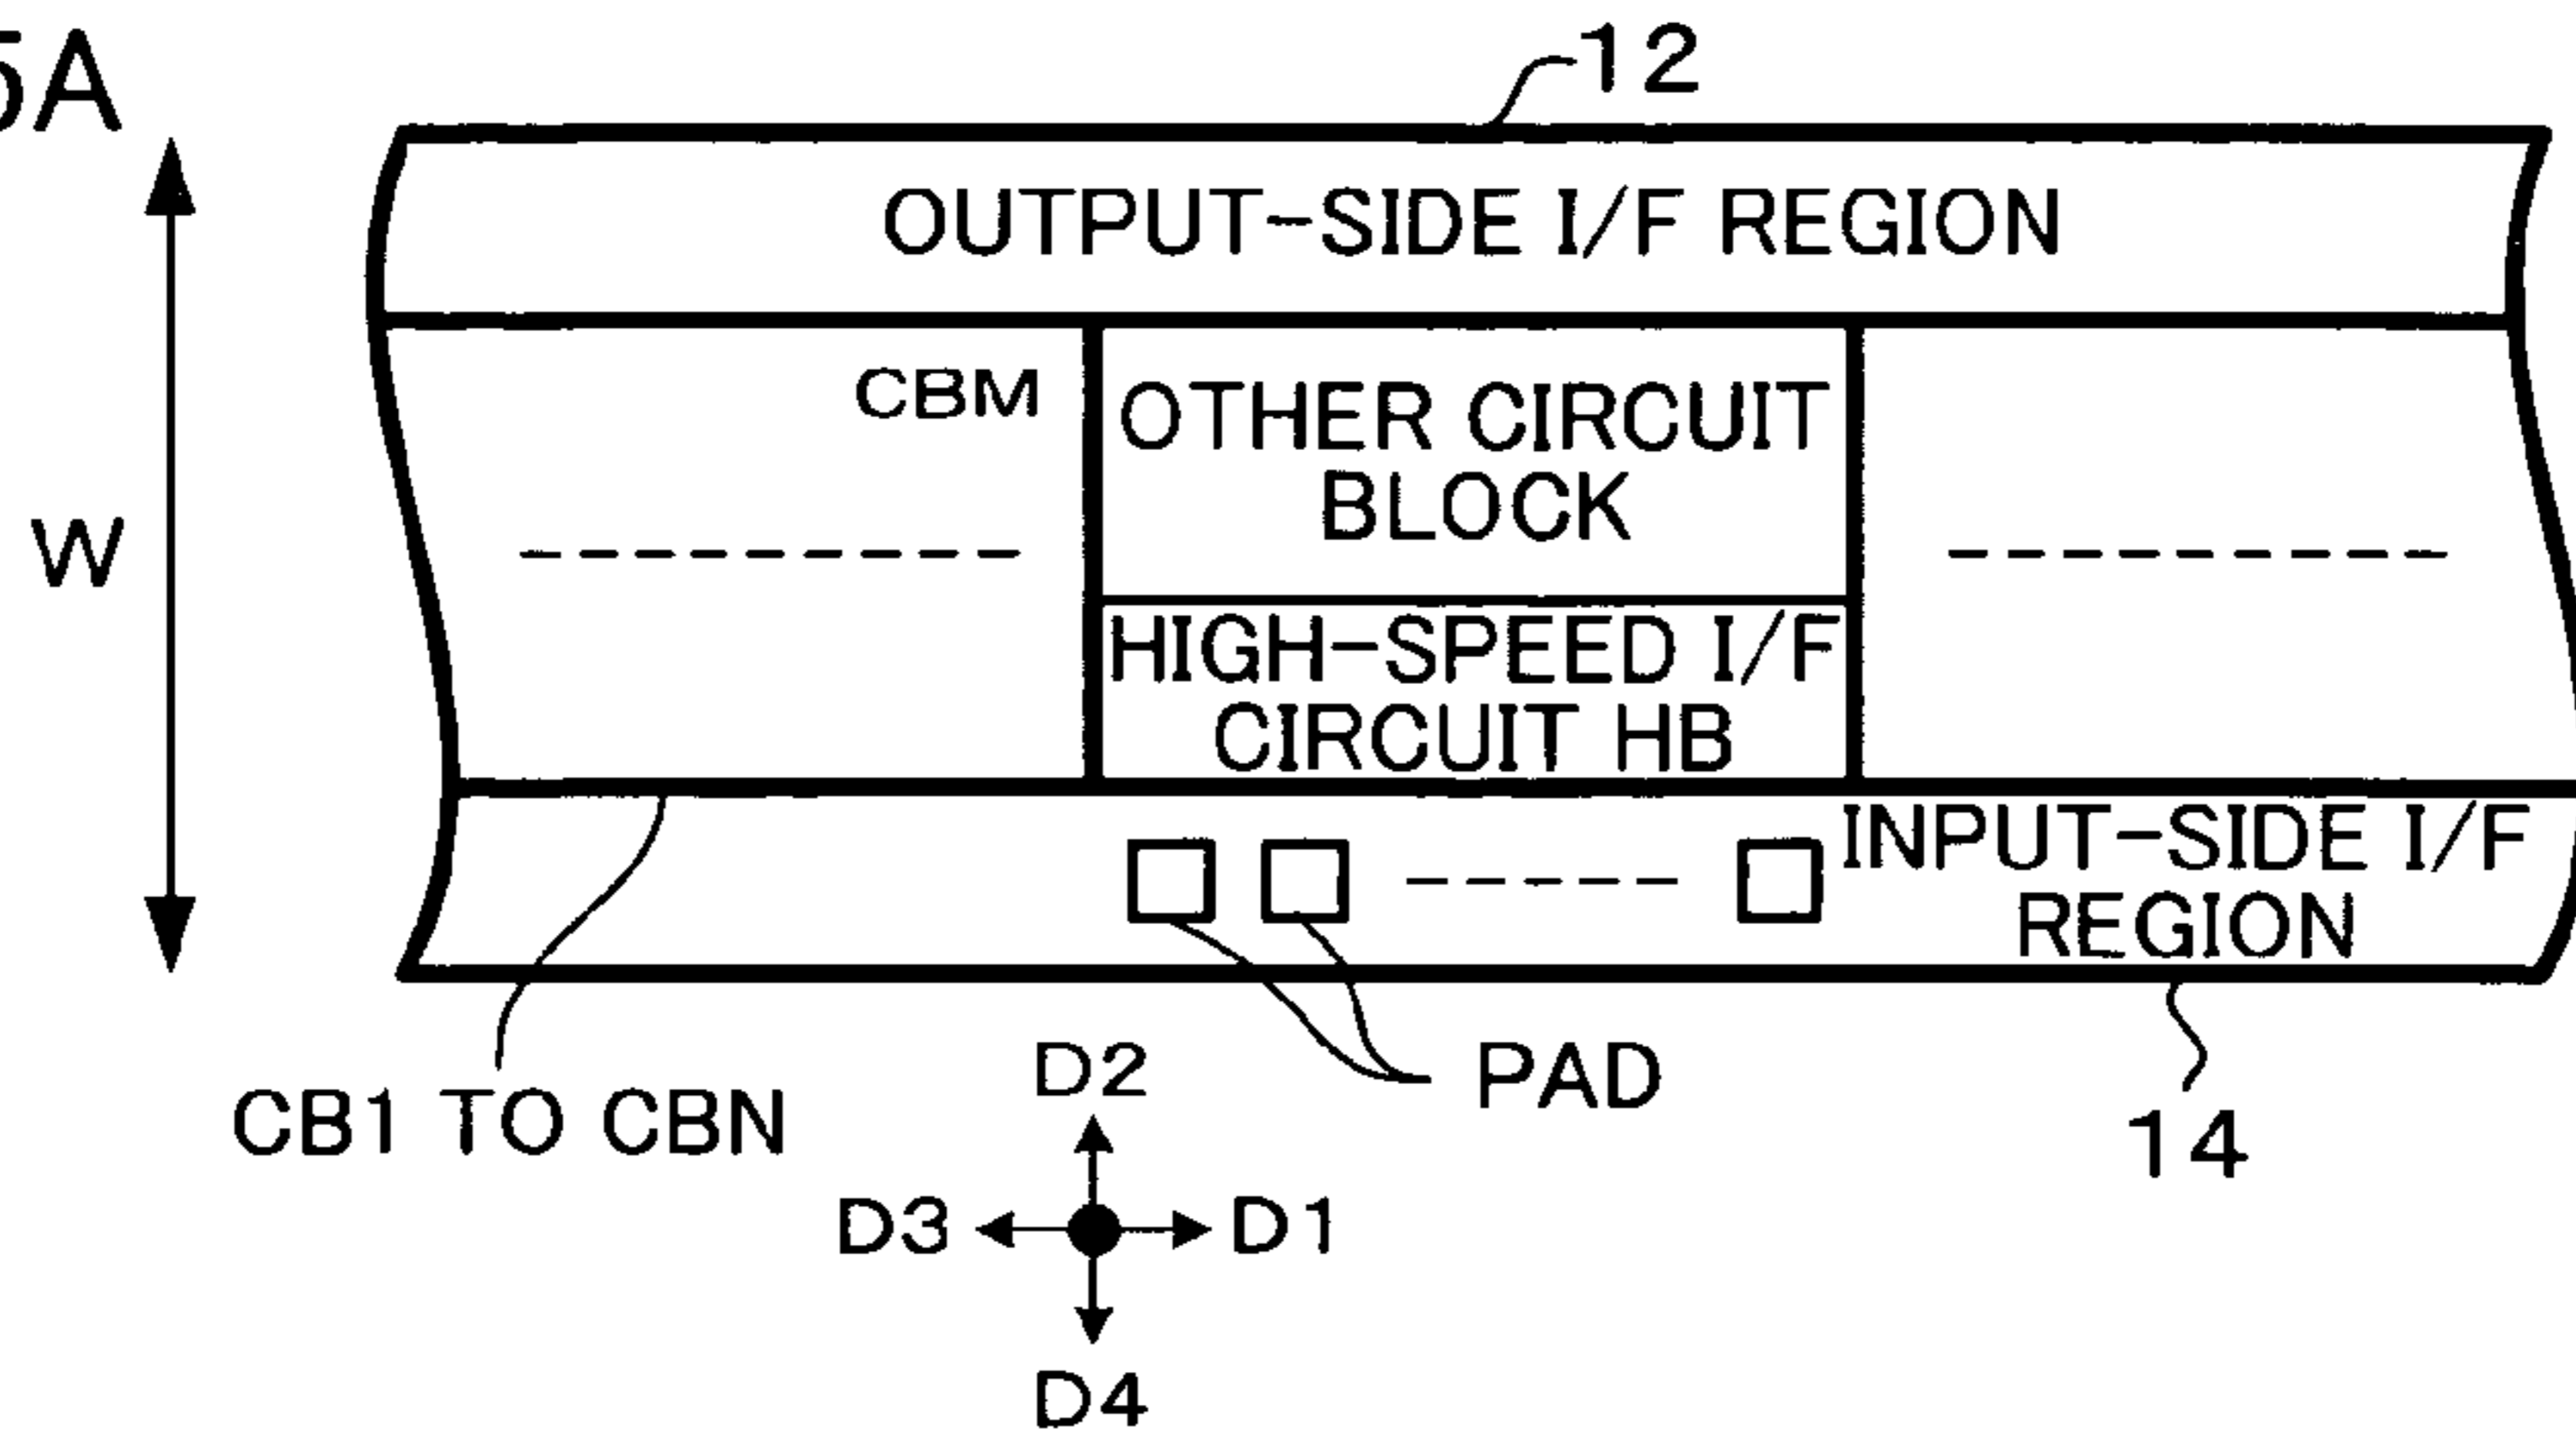 5A
12
OUTPUT-SIDE I/F REGION
CBM
OTHER CIRCUIT
BLOCK
W
HIGH-SPEED I/F
CIRCUIT HB
INPUT-SIDE I/F
REGION
CB1 TO CBN
PAD
14
D2
D3
D1
D4